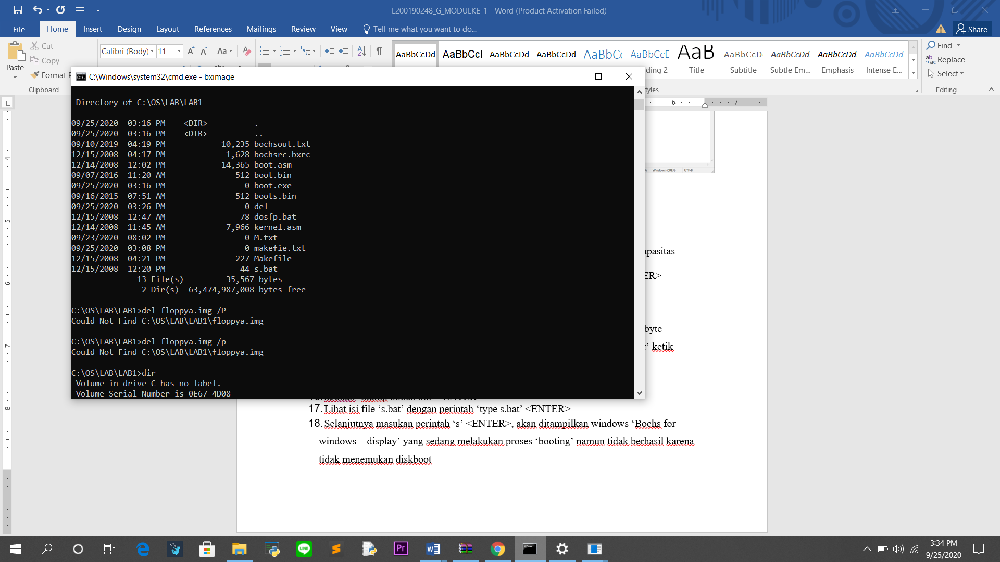 L200190248_G_MODULKE-1 - Word (Product Activation Failed)
File Home Insert Design Layout References Mailings Review View Tell me what you want to do... Share
Paste
Cut
Copy
Format P
Clipboard
Calibri (Body) 11
AaBbCcDd AaBbCcI AaBbCcDd AaBbCcDd AaBbCc AaBbCcD AaB AaBbCcD AaBbCcDd AaBbCcDd AaBbCcDd
ding 2 Title Subtitle Subtle Em... Emphasis Intense E...
tyles
Find
Replace
Select
Editing
C:\Windows\system32\cmd.exe - bximage
Directory of C:\OS\LAB\LAB1
09/25/2020 03:16 PM <DIR> .
09/25/2020 03:16 PM <DIR> ..
09/10/2019 04:19 PM 10,235 bochsout.txt
12/15/2008 04:17 PM 1,628 bochsrc.bxrc
12/14/2008 12:02 PM 14,365 boot.asm
09/07/2016 11:20 AM 512 boot.bin
09/25/2020 03:16 PM 0 boot.exe
09/16/2015 07:51 AM 512 boots.bin
09/25/2020 03:26 PM 0 del
12/15/2008 12:47 AM 78 dosfp.bat
12/14/2008 11:45 AM 7,966 kernel.asm
09/23/2020 08:02 PM 0 M.txt
09/25/2020 03:08 PM 0 makefie.txt
12/15/2008 04:21 PM 227 Makefile
12/15/2008 12:20 PM 44 s.bat
13 File(s) 35,567 bytes
2 Dir(s) 63,474,987,008 bytes free
C:\OS\LAB\LAB1>del floppya.img /P
Could Not Find C:\OS\LAB\LAB1\floppya.img
C:\OS\LAB\LAB1>del floppya.img /p
Could Not Find C:\OS\LAB\LAB1\floppya.img
C:\OS\LAB\LAB1>dir
Volume in drive C has no label.
Volume Serial Number is 0E67-4D08
6 7
4
5
6
7
8
Windows (CRLF) UTF-8
apasitas
ER>
byte
t’ ketik
17. Lihat isi file ‘s.bat’ dengan perintah ‘type s.bat’ <ENTER>
18. Selanjutnya masukan perintah ‘s’ <ENTER>, akan ditampilkan windows ‘Bochs for
windows – display’ yang sedang melakukan proses ‘booting’ namun tidak berhasil karena
tidak menemukan diskboot
3:34 PM
9/25/2020